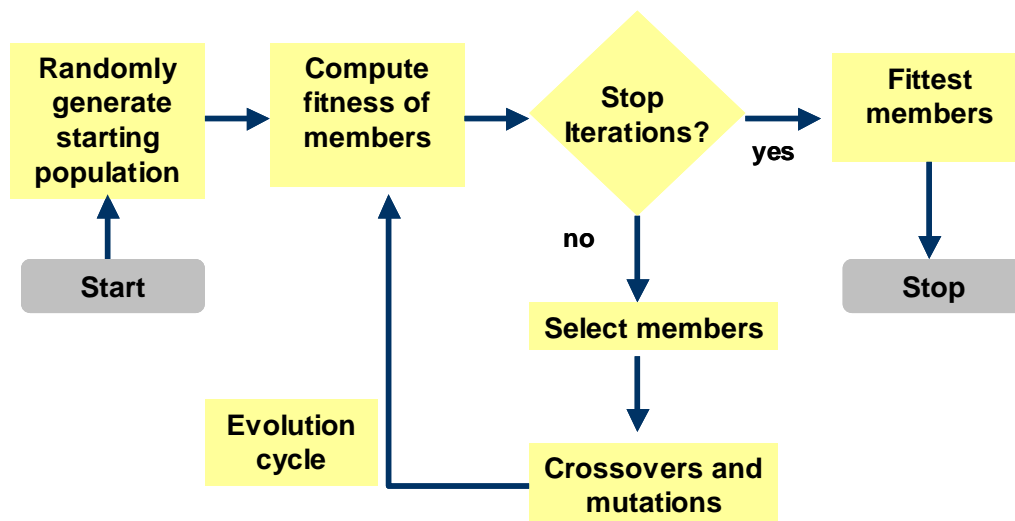 Randomly
generate
starting
population
Compute
fitness of
members
Stop
Iterations?
yes
Fittest
members
no
Start
Stop
Select members
Evolution
cycle
Crossovers and
mutations